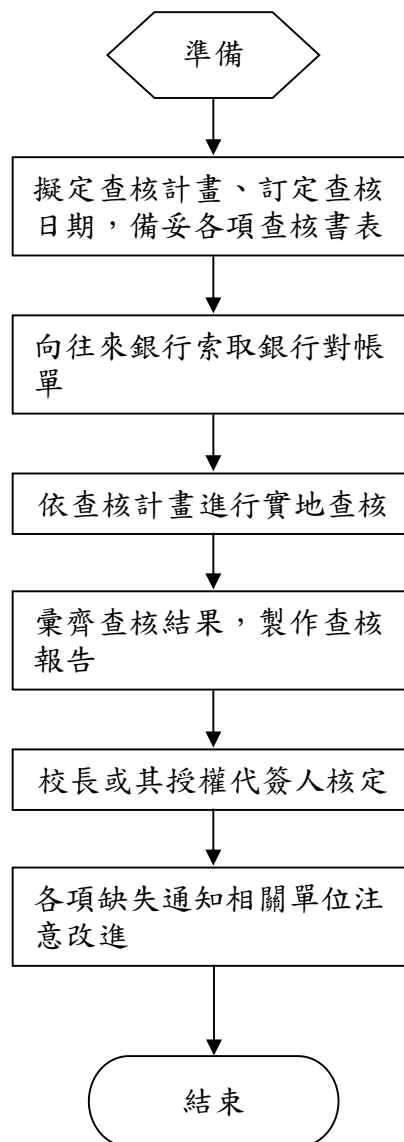 準備
擬定查核計畫、訂定查核
日期，備妥各項查核書表
向往來銀行索取銀行對帳
單
依查核計畫進行實地查核
彙齊查核結果，製作查核
報告
校長或其授權代簽人核定
各項缺失通知相關單位注
意改進
結束